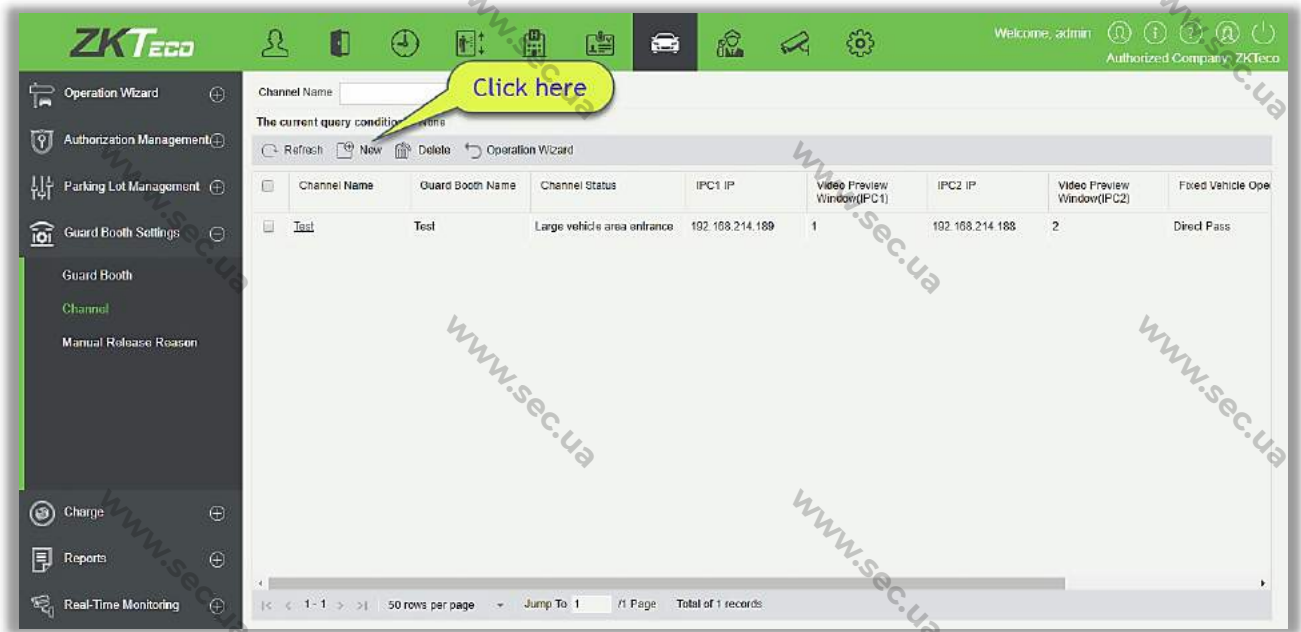 ZKTeco
Welcome, admin
Authorized Company: ZKTeco
Click here
Operation Wizard
Authorization Management
Parking Lot Management
Guard Booth Settings
Guard Booth
Channel
Manual Release Reason
Charge
Reports
Real-Time Monitoring
Channel Name
The current query condition None
Refresh New Delete Operation Wizard
Channel Name Guard Booth Name Channel Status IPC1 IP Video Preview Window(IPC1) IPC2 IP Video Preview Window(IPC2) Fixed Vehicle Ope
Test Test Large vehicle area entrance 192.168.214.189 1 192.168.214.188 2 Direct Pass
|< < 1-1 > >| 50 rows per page Jump To 1 /1 Page Total of 1 records
www.sec.ua
www.sec.ua
www.sec.ua
www.sec.ua
www.sec.ua
www.sec.ua
www.sec.ua
www.sec.ua
www.sec.ua